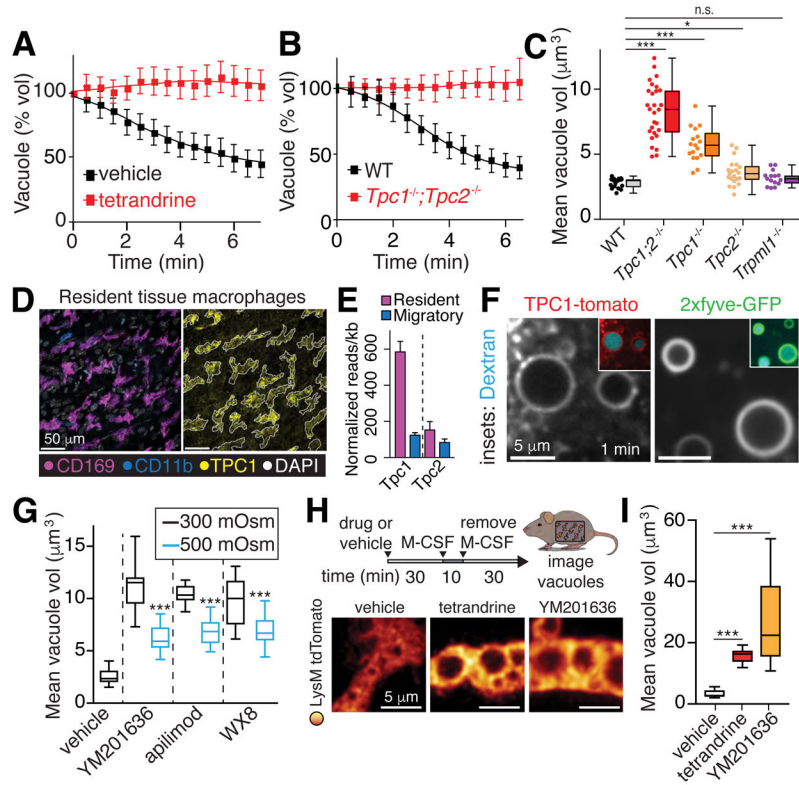 A
Vacuole (% vol)
100
50
0
vehicle
tetrandrine
0 2 4 6
Time (min)
B
Vacuole (% vol)
100
50
0
WT
Tpc1-/-;Tpc2-/-
0 2 4 6
Time (min)
C
n.s.
*
***
***
Mean vacuole vol (μm3)
10
5
0
WT
Tpc1;2-/-
Tpc1-/-
Tpc2-/-
Trpml1-/-
D
Resident tissue macrophages
50 μm
CD169 CD11b TPC1 DAPI
E
Resident
Migratory
Normalized reads/kb
600
400
200
0
Tpc1
Tpc2
F
TPC1-tomato
2xfyve-GFP
insets: Dextran
5 μm
1 min
G
300 mOsm
500 mOsm
Mean vacuole vol (μm3)
15
10
5
0
***
***
***
vehicle
YM201636
apilimod
WX8
H
drug or
vehicle
M-CSF
remove
M-CSF
time (min) 30 10 30
image
vacuoles
vehicle
tetrandrine
YM201636
LysM tdTomato
5 μm
I
Mean vacuole vol (μm3)
60
40
20
0
***
***
vehicle
tetrandrine
YM201636